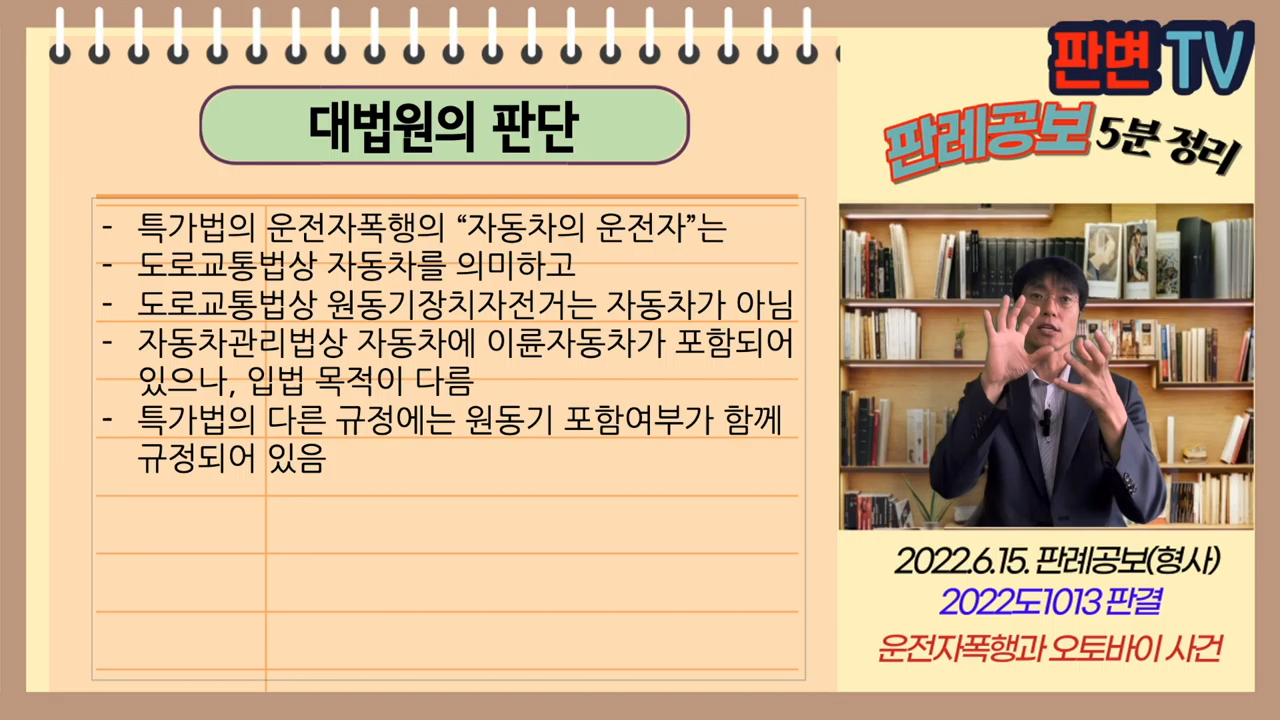 대법원의 판단
- 특가법의 운전자폭행의 “자동차의 운전자”는
- 도로교통법상 자동차를 의미하고
- 도로교통법상 원동기장치자전거는 자동차가 아님
- 자동차관리법상 자동차에 이륜자동차가 포함되어
있으나, 입법 목적이 다름
- 특가법의 다른 규정에는 원동기 포함여부가 함께
규정되어 있음
판변 TV
판례공보 5분 정리
2022.6.15. 판례공보(형사)
2022도1013 판결
운전자폭행과 오토바이 사건